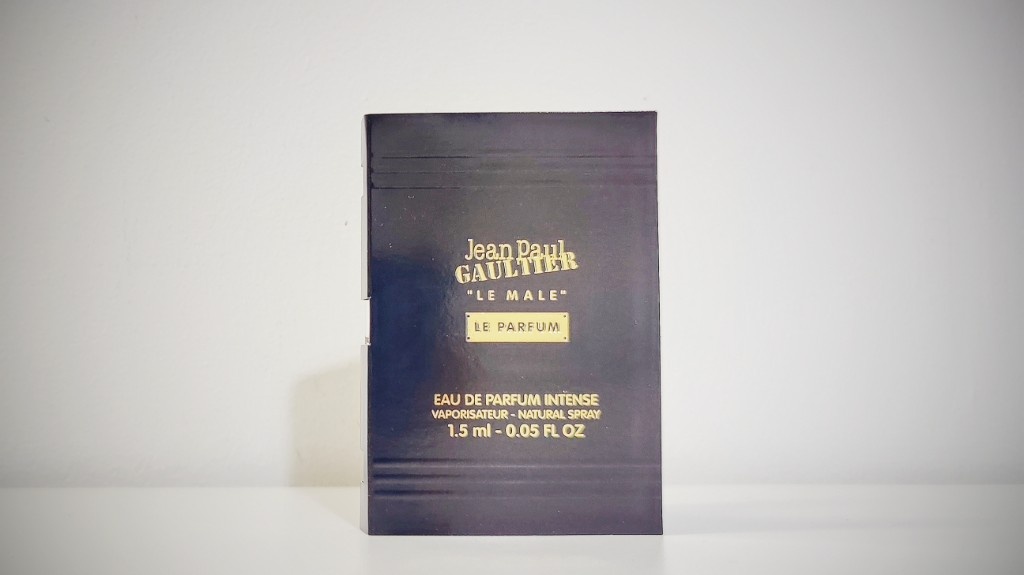 Jean Paul
GAULTIER
"LE MALE"
LE PARFUM
EAU DE PARFUM INTENSE
VAPORISATEUR - NATURAL SPRAY
1.5 ml - 0.05 FL OZ